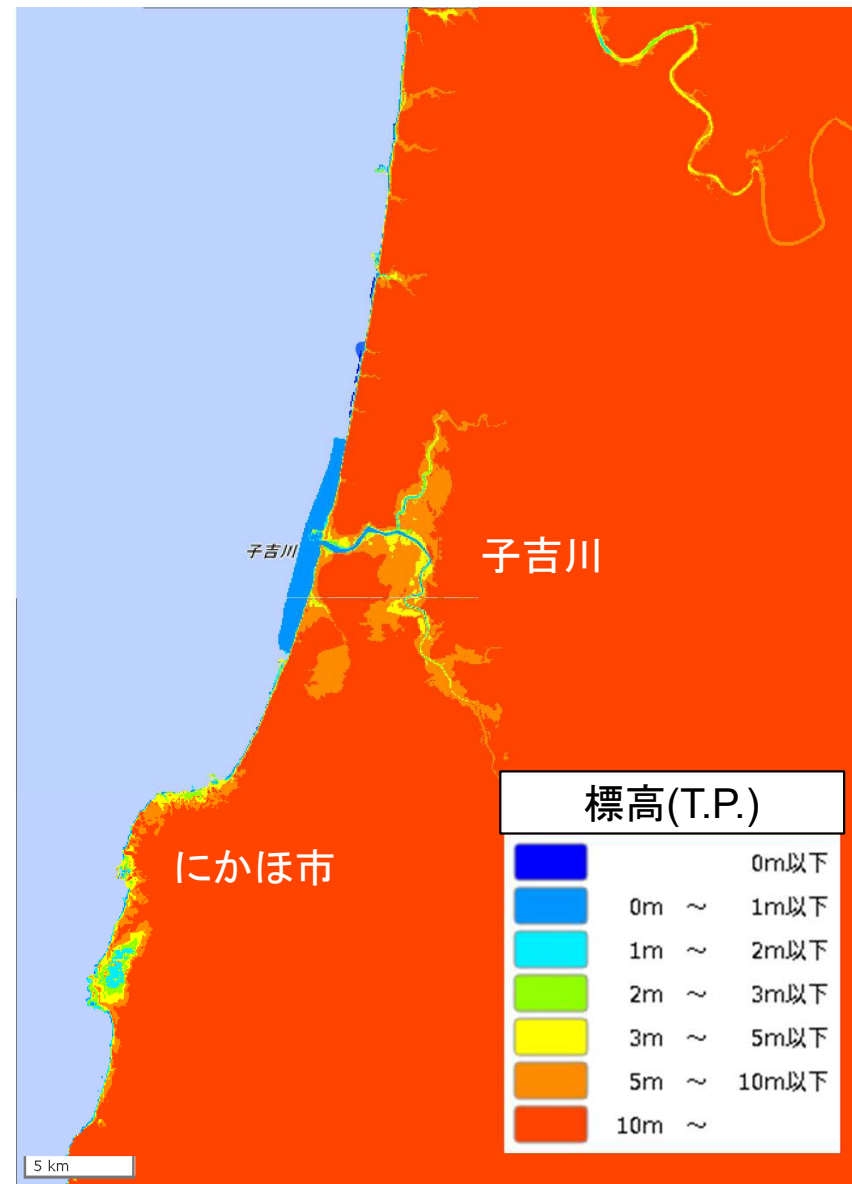 子吉川
子吉川
にかほ市
標高(T.P.)
0m以下
0m ～ 1m以下
1m ～ 2m以下
2m ～ 3m以下
3m ～ 5m以下
5m ～ 10m以下
10m ～
5 km